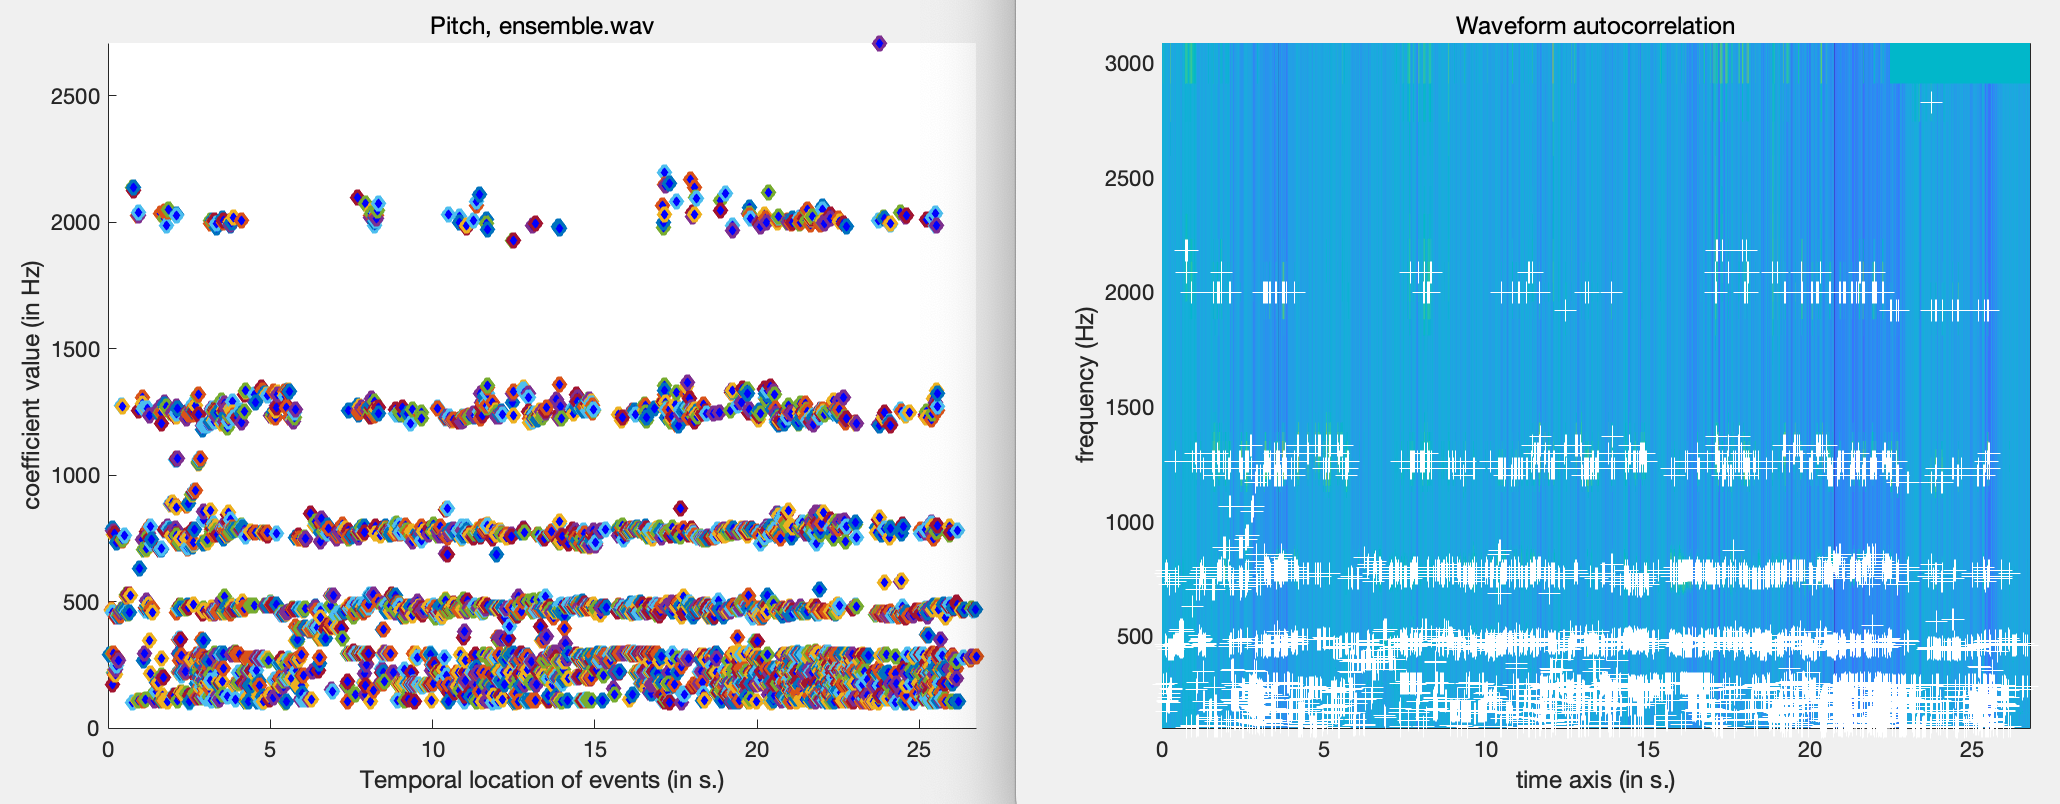 Pitch, ensemble.wav
coefficient value (in Hz)
2500
2000
1500
1000
500
0
0 5 10 15 20 25
Temporal location of events (in s.)
Waveform autocorrelation
frequency (Hz)
3000
2500
2000
1500
1000
500
0 5 10 15 20 25
time axis (in s.)